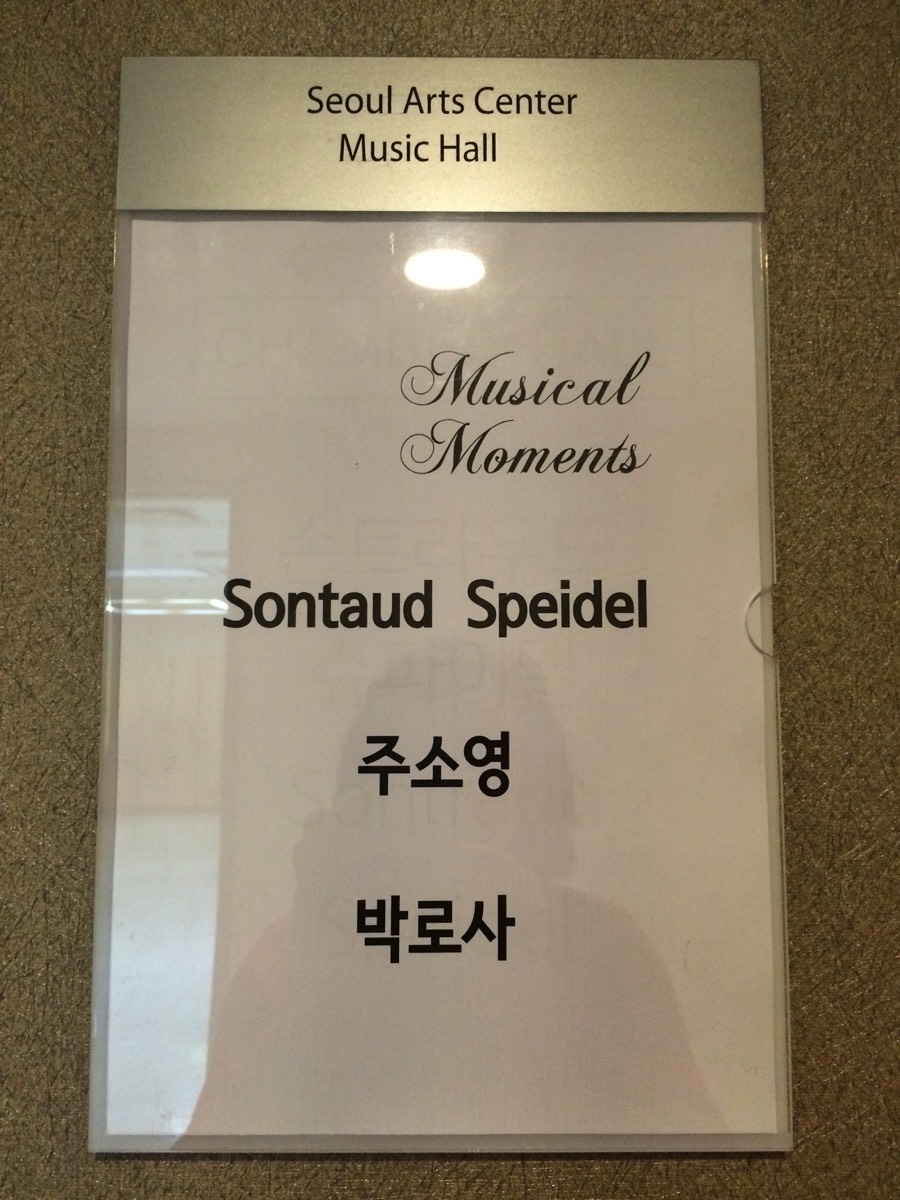 Seoul Arts Center
Music Hall
Musical
Moments
Sontaud Speidel
주소영
박로사